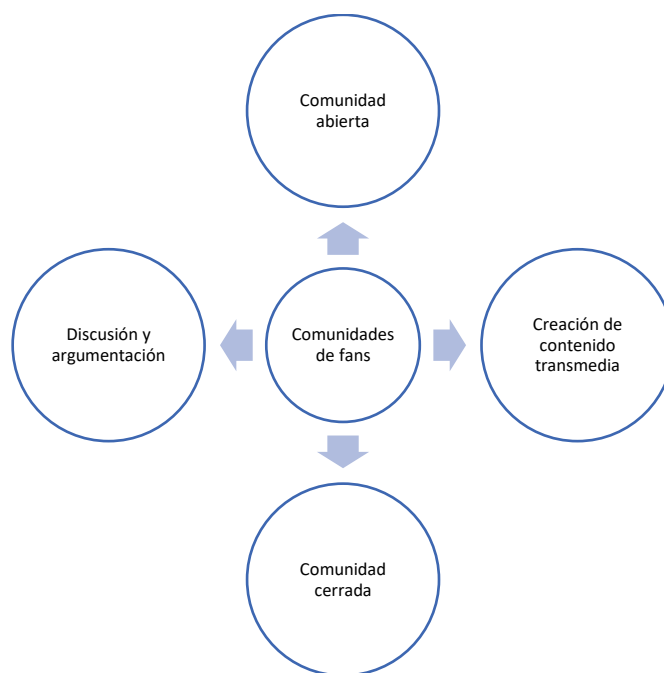 Comunidad
abierta
Discusión y
argumentación
Comunidades
de fans
Creación de
contenido
transmedia
Comunidad
cerrada